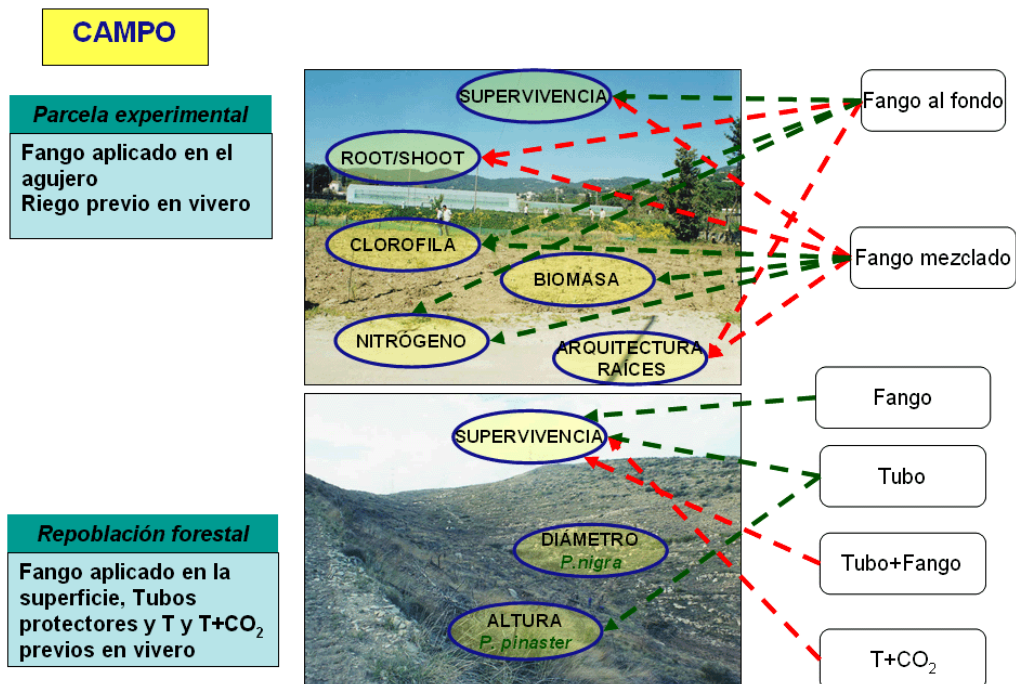 CAMPO
Parcela experimental
Fango aplicado en el
agujero
Riego previo en vivero
SUPERVIVENCIA
ROOT/SHOOT
CLOROFILA
BIOMASA
NITRÓGENO
ARQUITECTURA
RAÍCES
Fango al fondo
Fango mezclado
Repoblación forestal
Fango aplicado en la
superficie, Tubos
protectores y T y T+CO₂
previos en vivero
SUPERVIVENCIA
DIÁMETRO
P.nigra
ALTURA
P. pinaster
Fango
Tubo
Tubo+Fango
T+CO₂